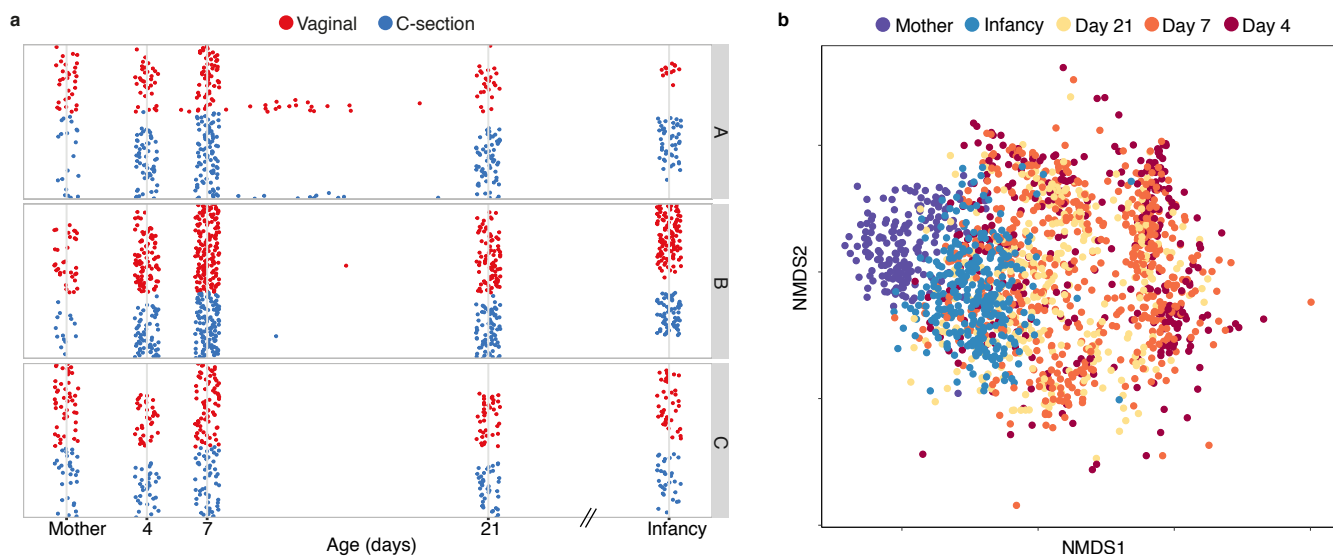 a
Vaginal C-section
A
B
C
Mother 4 7 21 // Infancy
Age (days)
b
Mother Infancy Day 21 Day 7 Day 4
NMDS2
NMDS1